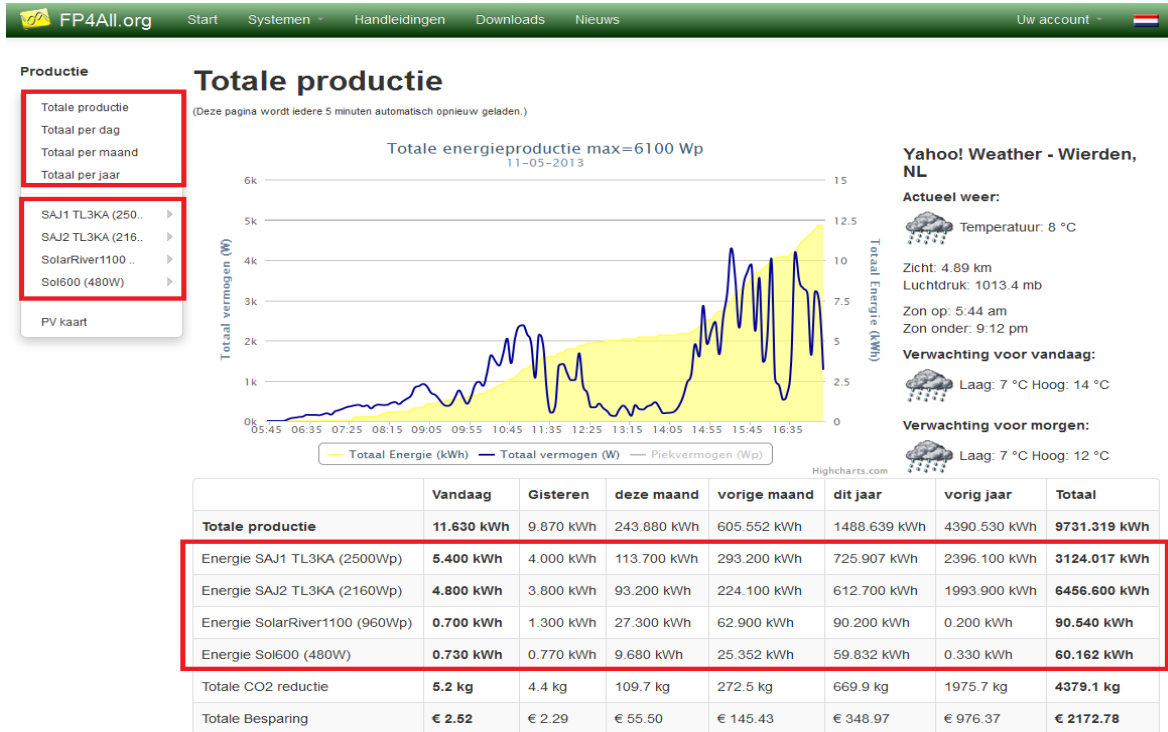 FP4All.org Start Systemen Handleidingen Downloads Nieuws Uw account
Productie
Totale productie
Totaal per dag
Totaal per maand
Totaal per jaar
SAJ1 TL3KA (250..
SAJ2 TL3KA (216..
SolarRiver1100 ..
Sol600 (480W)
PV kaart
Totale productie
(Deze pagina wordt iedere 5 minuten automatisch opnieuw geladen.)
Totale energieproductie max=6100 Wp
11-05-2013
Totaal vermogen (W)
6k
5k
4k
3k
2k
1k
0k
15
12.5
10
7.5
5
2.5
0
Totaal Energie (kWh)
05:45 06:35 07:25 08:15 09:05 09:55 10:45 11:35 12:25 13:15 14:05 14:55 15:45 16:35
Totaal Energie (kWh) Totaal vermogen (W) Piekvermogen (Wp)
Highcharts.com
Yahoo! Weather - Wierden,
NL
Actueel weer:
Temperatuur: 8 °C
Zicht: 4.89 km
Luchtdruk: 1013.4 mb
Zon op: 5:44 am
Zon onder: 9:12 pm
Verwachting voor vandaag:
Laag: 7 °C Hoog: 14 °C
Verwachting voor morgen:
Laag: 7 °C Hoog: 12 °C
Vandaag Gisteren deze maand vorige maand dit jaar vorig jaar Totaal
Totale productie 11.630 kWh 9.870 kWh 243.880 kWh 605.552 kWh 1488.639 kWh 4390.530 kWh 9731.319 kWh
Energie SAJ1 TL3KA (2500Wp) 5.400 kWh 4.000 kWh 113.700 kWh 293.200 kWh 725.907 kWh 2396.100 kWh 3124.017 kWh
Energie SAJ2 TL3KA (2160Wp) 4.800 kWh 3.800 kWh 93.200 kWh 224.100 kWh 612.700 kWh 1993.900 kWh 6456.600 kWh
Energie SolarRiver1100 (960Wp) 0.700 kWh 1.300 kWh 27.300 kWh 62.900 kWh 90.200 kWh 0.200 kWh 90.540 kWh
Energie Sol600 (480W) 0.730 kWh 0.770 kWh 9.680 kWh 25.352 kWh 59.832 kWh 0.330 kWh 60.162 kWh
Totale CO2 reductie 5.2 kg 4.4 kg 109.7 kg 272.5 kg 669.9 kg 1975.7 kg 4379.1 kg
Totale Besparing € 2.52 € 2.29 € 55.50 € 145.43 € 348.97 € 976.37 € 2172.78